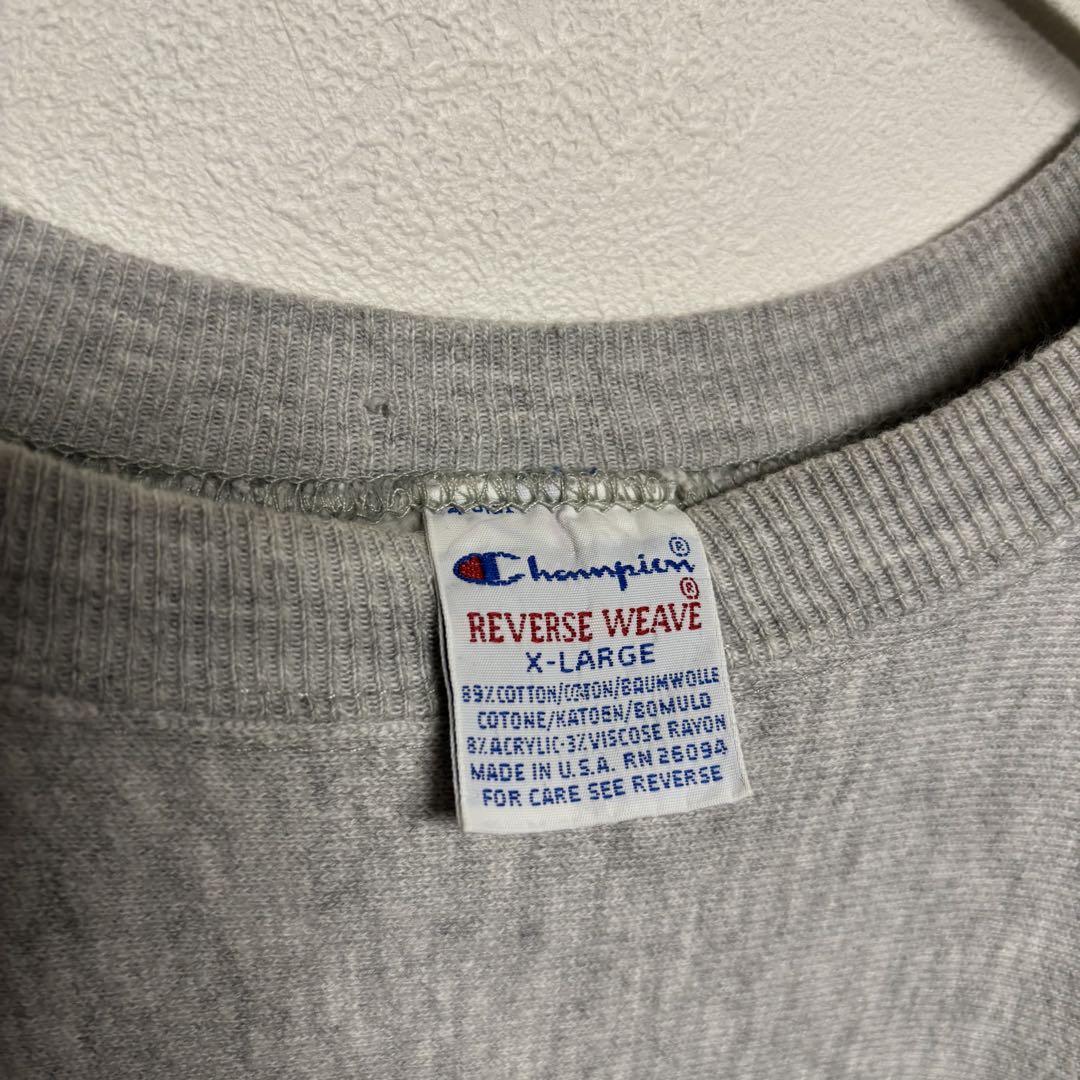 Champion®
REVERSE WEAVE®
X-LARGE
89% COTTON/COTON/BAUMWOLLE
COTONE/KATOEN/BOMULD
8% ACRYLIC-3% VISCOSE RAYON
MADE IN U.S.A. RN 26094
FOR CARE SEE REVERSE